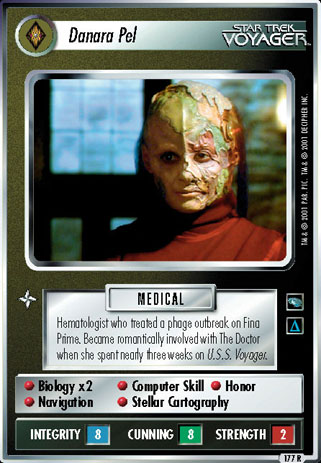 Danara Pel
STAR TREK
VOYAGER™
TM & © 2001 PAR. PIC. TM & © 2001 DECIPHER INC.
MEDICAL
Hematologist who treated a phage outbreak on Fina
Prime. Became romantically involved with The Doctor
when she spent nearly three weeks on U.S.S. Voyager.
Biology x2 Computer Skill Honor
Navigation Stellar Cartography
INTEGRITY 8 CUNNING 8 STRENGTH 2
177 R